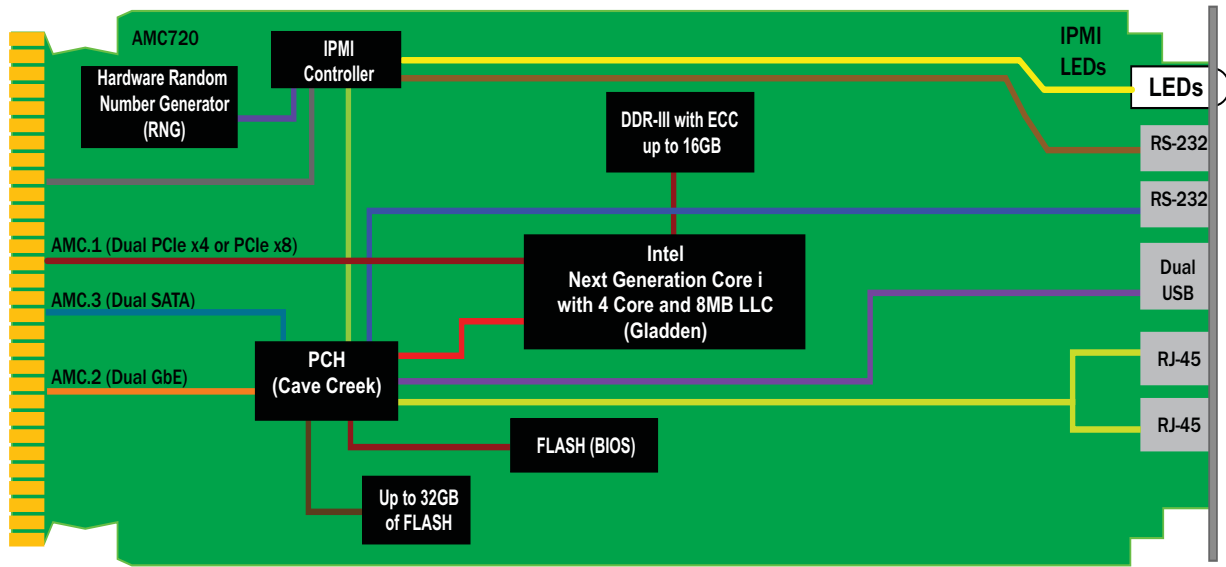 AMC720
IPMI
Controller
IPMI
LEDs
LEDs
Hardware Random
Number Generator
(RNG)
DDR-III with ECC
up to 16GB
RS-232
RS-232
AMC.1 (Dual PCIe x4 or PCIe x8)
Intel
Next Generation Core i
with 4 Core and 8MB LLC
(Gladden)
Dual
USB
AMC.3 (Dual SATA)
PCH
(Cave Creek)
RJ-45
AMC.2 (Dual GbE)
RJ-45
FLASH (BIOS)
Up to 32GB
of FLASH